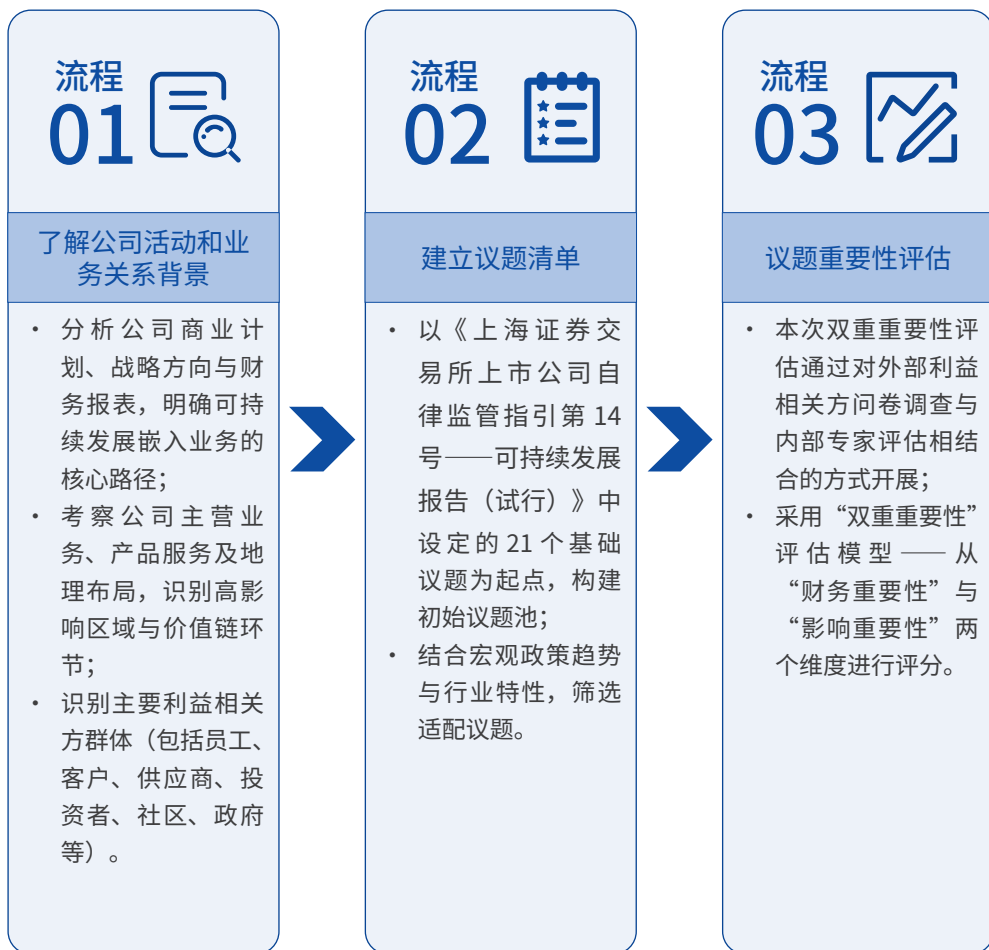 流程
01
了解公司活动和业
务关系背景
· 分析公司商业计
划、战略方向与财
务报表，明确可持
续发展嵌入业务的
核心路径；
· 考察公司主营业
务、产品服务及地
理布局，识别高影
响区域与价值链环
节；
· 识别主要利益相关
方群体（包括员工、
客户、供应商、投
资者、社区、政府
等）。
流程
02
建立议题清单
· 以《上海证券交
易所上市公司自
律监管指引第 14
号——可持续发展
报告（试行）》中
设定的 21 个基础
议题为起点，构建
初始议题池；
· 结合宏观政策趋势
与行业特性，筛选
适配议题。
流程
03
议题重要性评估
· 本次双重重要性评
估通过对外部利益
相关方问卷调查与
内部专家评估相结
合的方式开展；
· 采用“双重重要性”
评估模型——从
“财务重要性”与
“影响重要性”两
个维度进行评分。